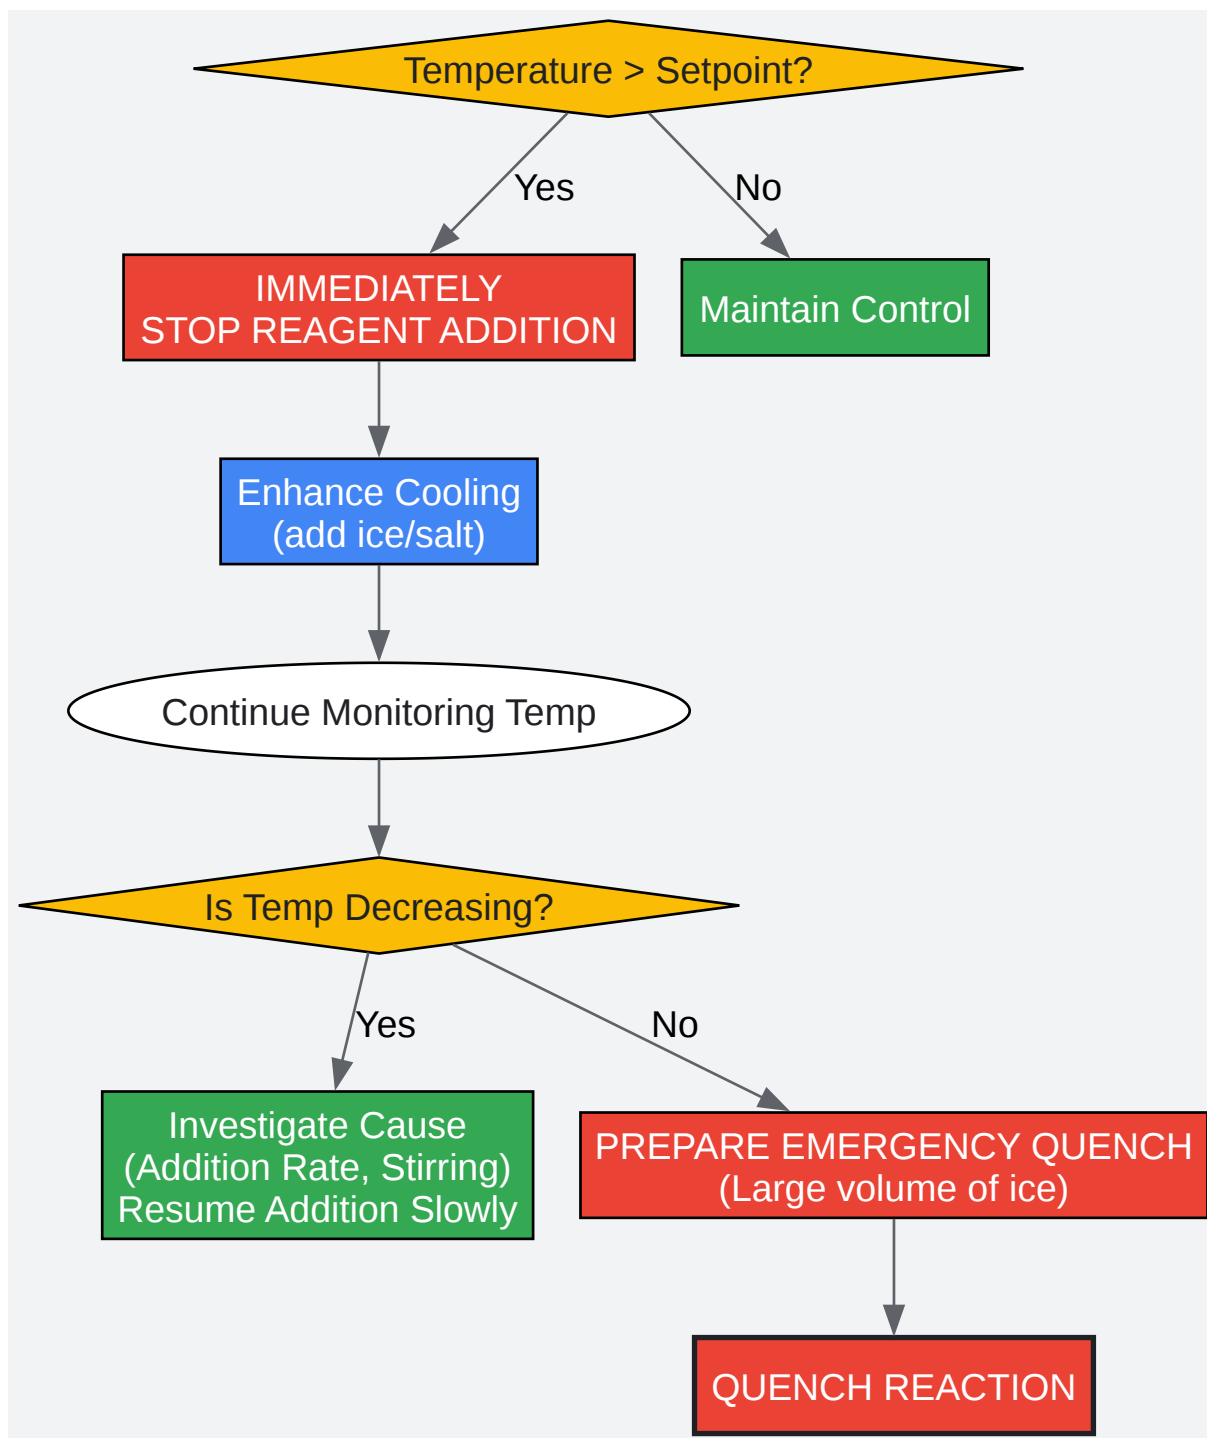 Temperature > Setpoint?
Yes
No
IMMEDIATELY
STOP REAGENT ADDITION
Maintain Control
Enhance Cooling
(add ice/salt)
Continue Monitoring Temp
Is Temp Decreasing?
Yes
No
Investigate Cause
(Addition Rate, Stirring)
Resume Addition Slowly
PREPARE EMERGENCY QUENCH
(Large volume of ice)
QUENCH REACTION